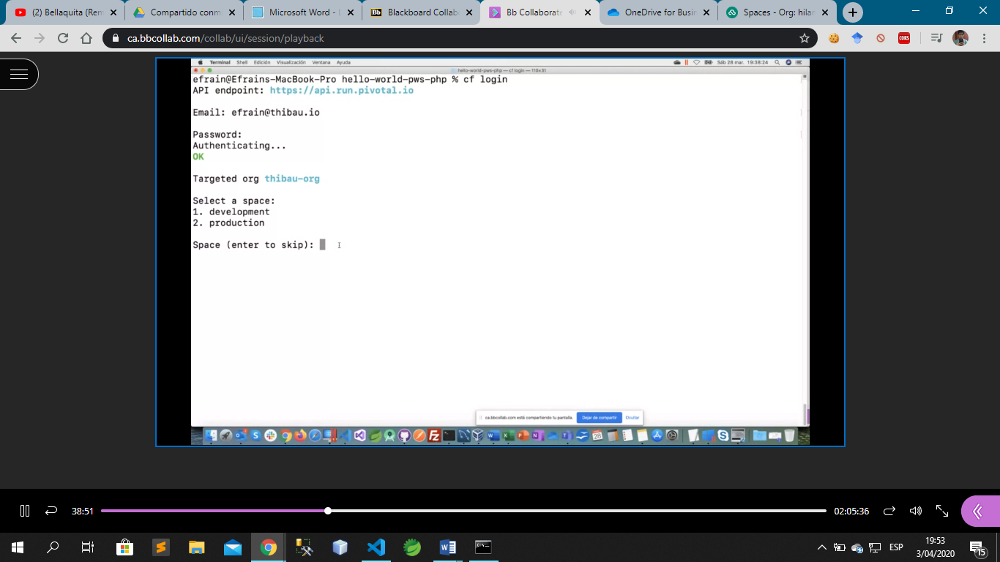 (2) Bellaquita (Rem
Compartido conm
Microsoft Word - L
Blackboard Collab
Bb Collaborate
OneDrive for Busin
Spaces - Org: hilar
ca.bbcollab.com/collab/ui/session/playback
CORS
Terminal Shell Edición Visualización Ventana Ayuda
Sáb 28 mar. 19:38:24
hello-world-pws-php — cf login — 110×31
efrain@Efrains-MacBook-Pro hello-world-pws-php % cf login
API endpoint: https://api.run.pivotal.io
Email: efrain@thibau.io
Password:
Authenticating...
OK
Targeted org thibau-org
Select a space:
1. development
2. production
Space (enter to skip):
ca.bbcollab.com está compartiendo tu pantalla. Dejar de compartir Ocultar
38:51
02:05:36
ESP
19:53
3/04/2020
15